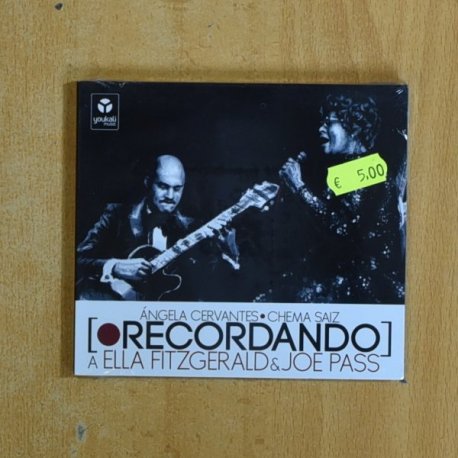 youkali
music
€ 5,00
ÁNGELA CERVANTES • CHEMA SAIZ
[●RECORDANDO]
A ELLA FITZGERALD & JOE PASS